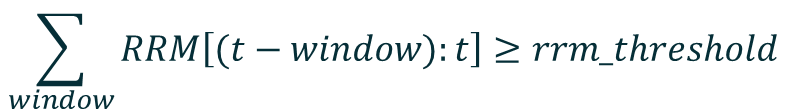 ∑ RRM[(t − window): t] ≥ rrm_threshold
window